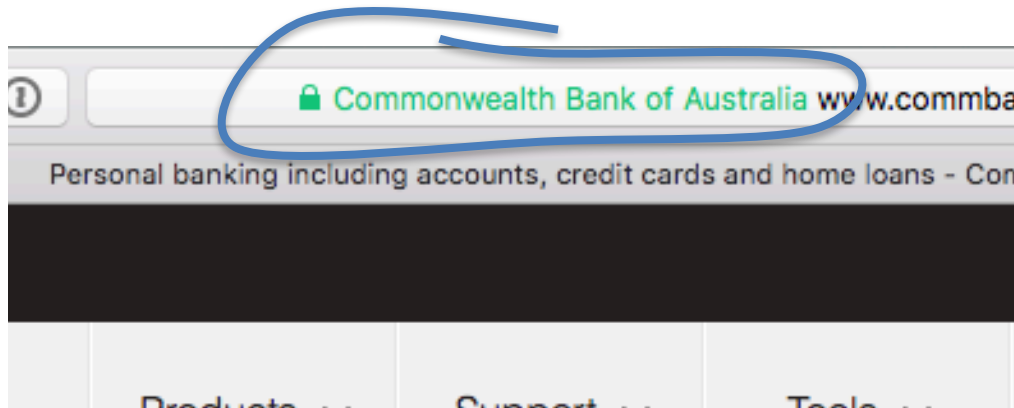 Commonwealth Bank of Australia www.commba
Personal banking including accounts, credit cards and home loans - Con
Products Support Tools